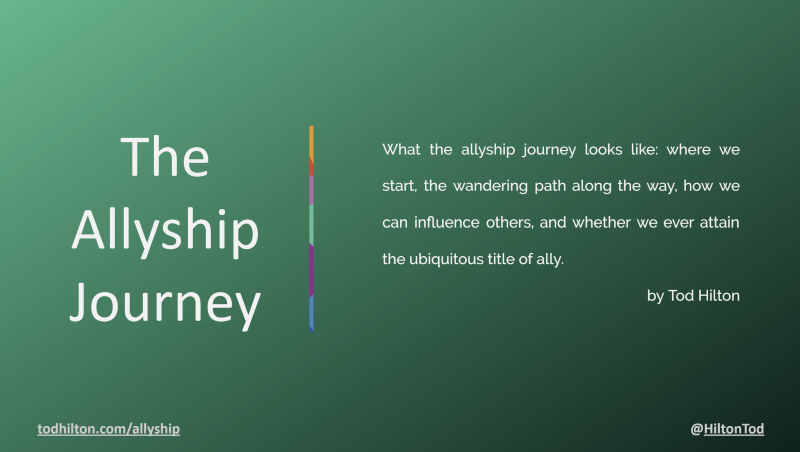 The
Allyship
Journey
What the allyship journey looks like: where we
start, the wandering path along the way, how we
can influence others, and whether we ever attain
the ubiquitous title of ally.
by Tod Hilton
todhilton.com/allyship
@HiltonTod